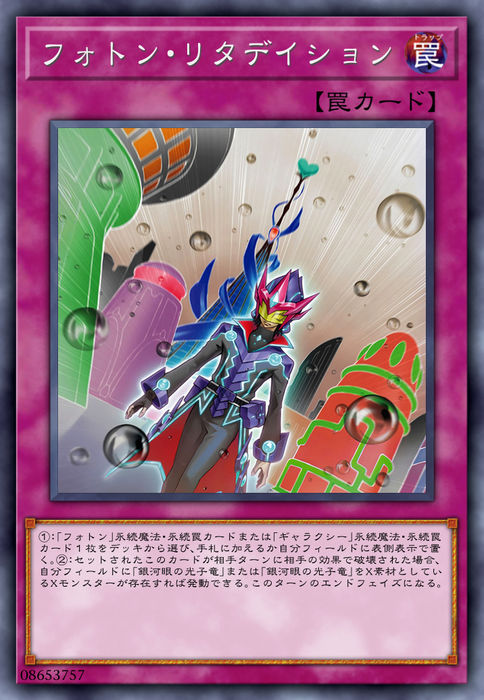 フォトン・リタデイション
トラップ
罠
【罠カード】
①:「フォトン」永続魔法・永続罠カードまたは「ギャラクシー」永続魔法・永続罠
カード１枚をデッキから選び、手札に加えるか自分フィールドに表側表示で置
く。②:セットされたこのカードが相手ターンに相手の効果で破壊された場合、
自分フィールドに「銀河眼の光子竜」または「銀河眼の光子竜」をX素材としてい
るXモンスターが存在すれば発動できる。このターンのエンドフェイズになる。
08653757